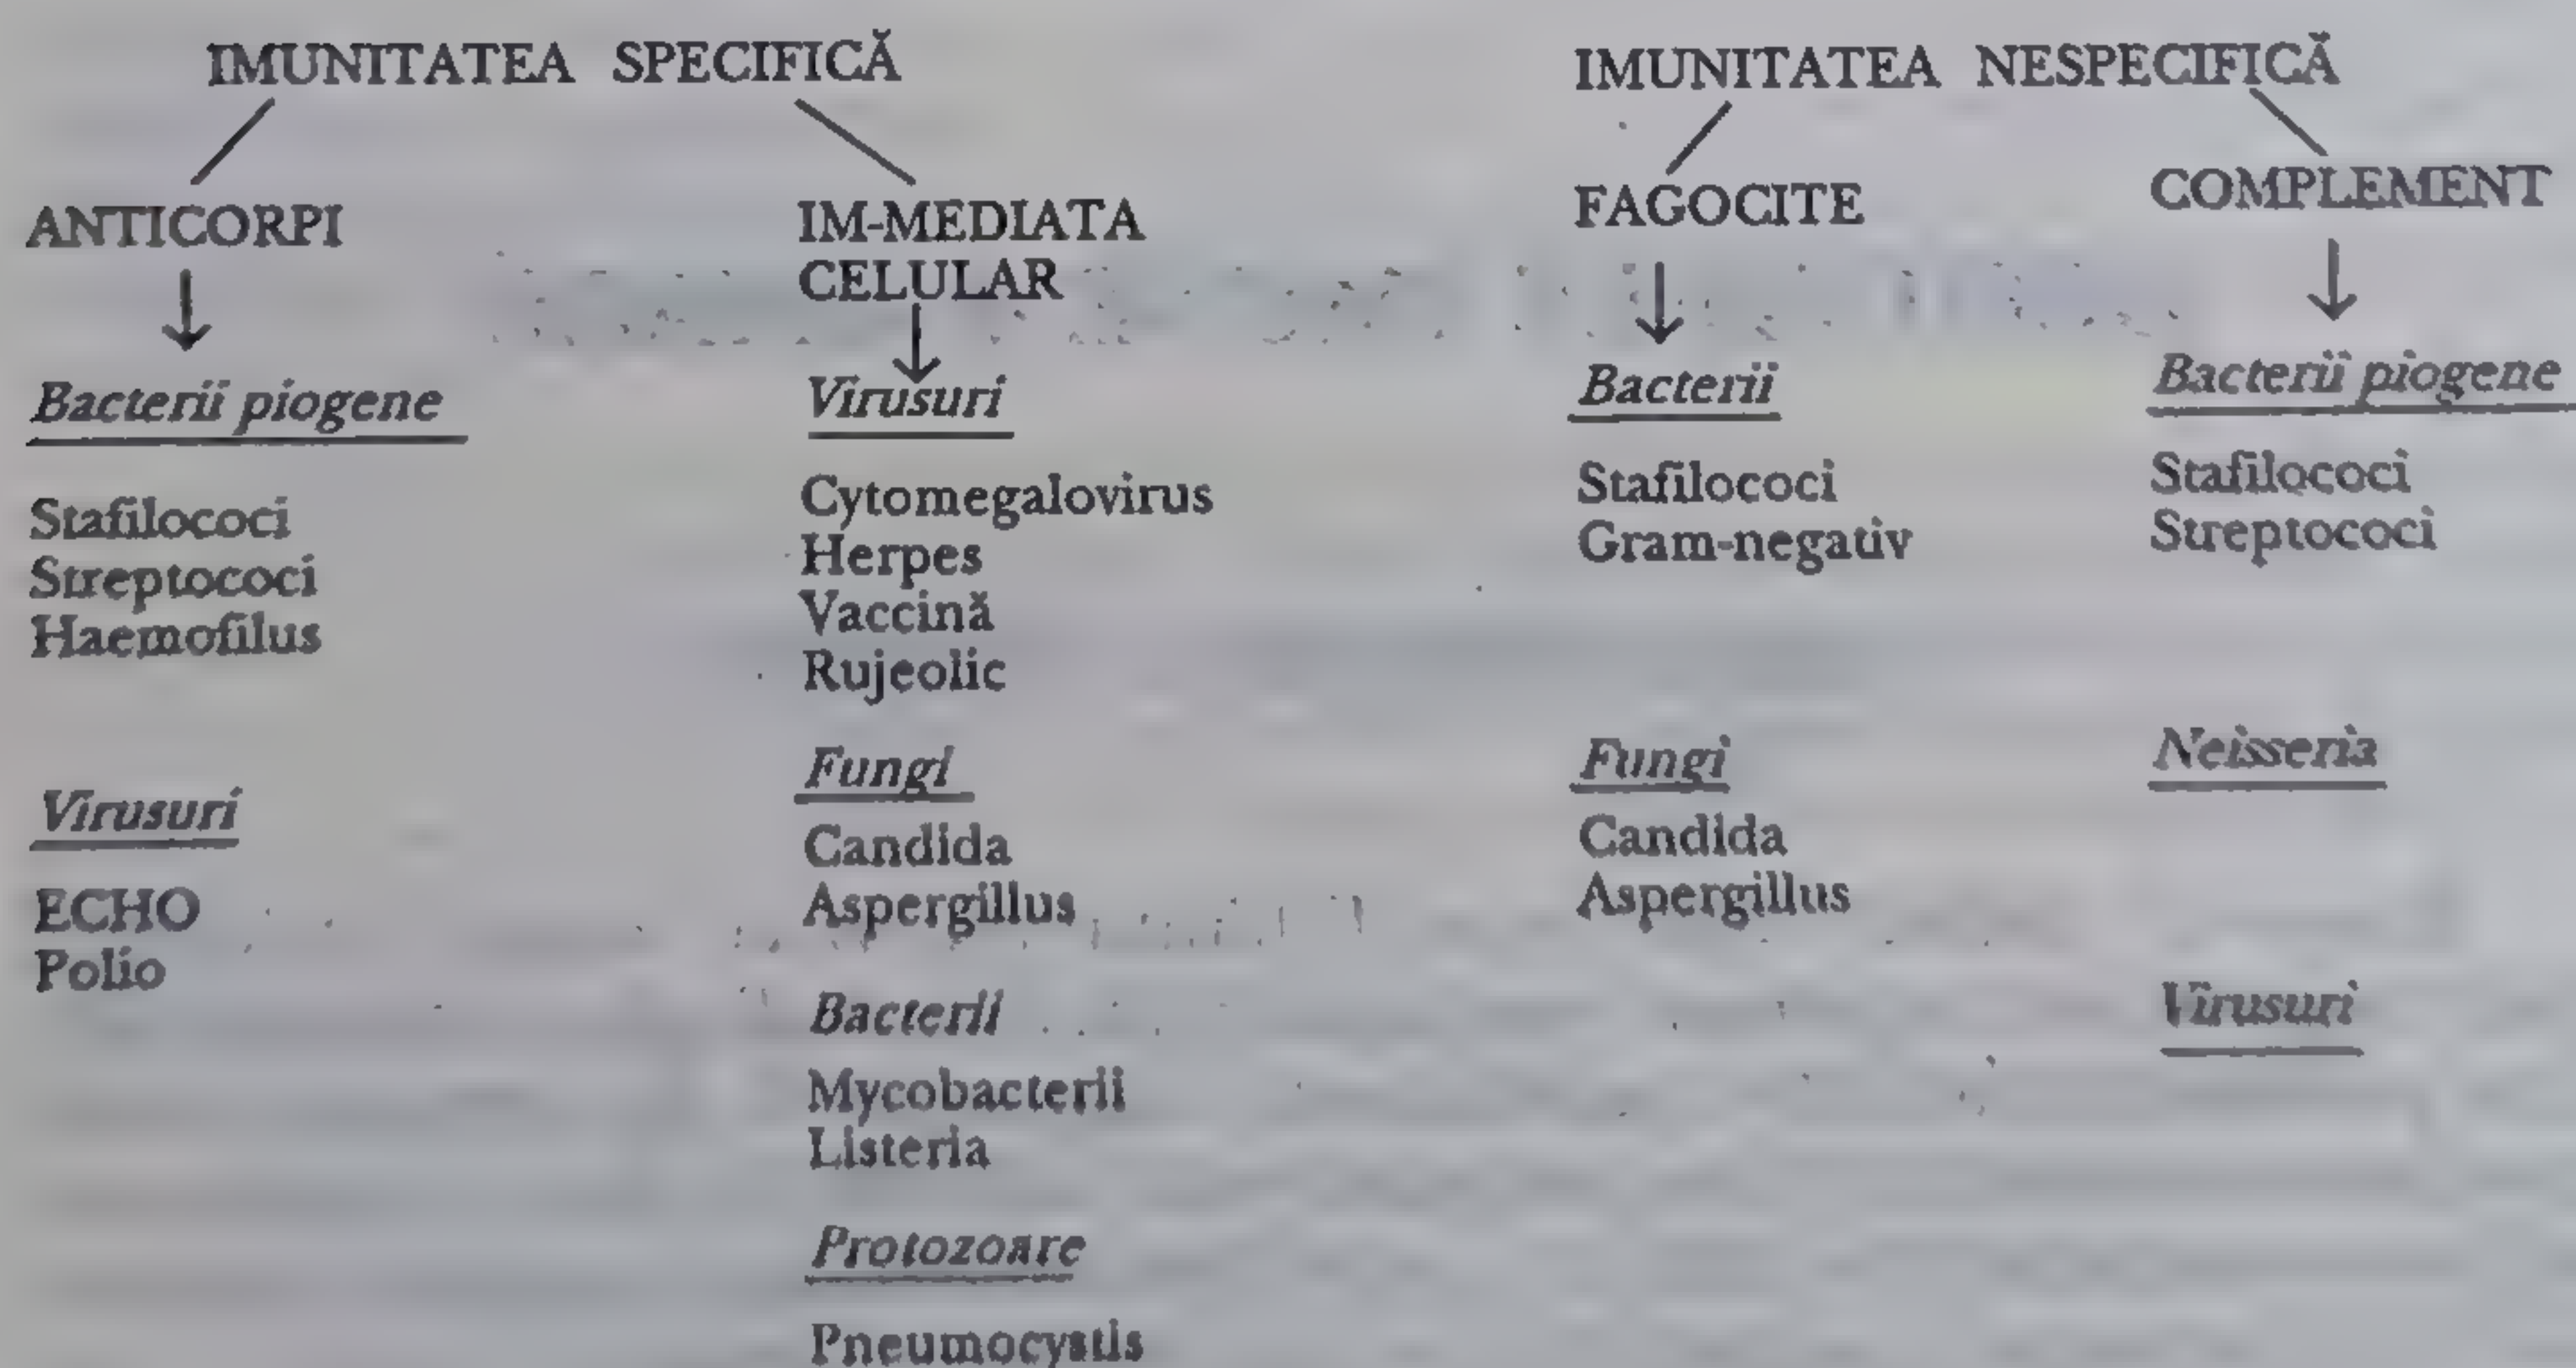 IMUNITATEA SPECIFICĂ
ANTICORPI
Bacterii piogene
Stafilococi
Streptococi
Haemofilus
Virusuri
ECHO
Polio
IM-MEDIATA
CELULAR
Virusuri
Cytomegalovirus
Herpes
Vaccină
Rujeolic
Fungi
Candida
Aspergillus
Bacterii
Mycobacterii
Listeria
Protozoare
Pneumocystis
IMUNITATEA NESPECIFICĂ
FAGOCITE
Bacterii
Stafilococi
Gram-negativ
Fungi
Candida
Aspergillus
COMPLEMENT
Bacterii piogene
Stafilococi
Streptococi
Neisseria
Virusuri